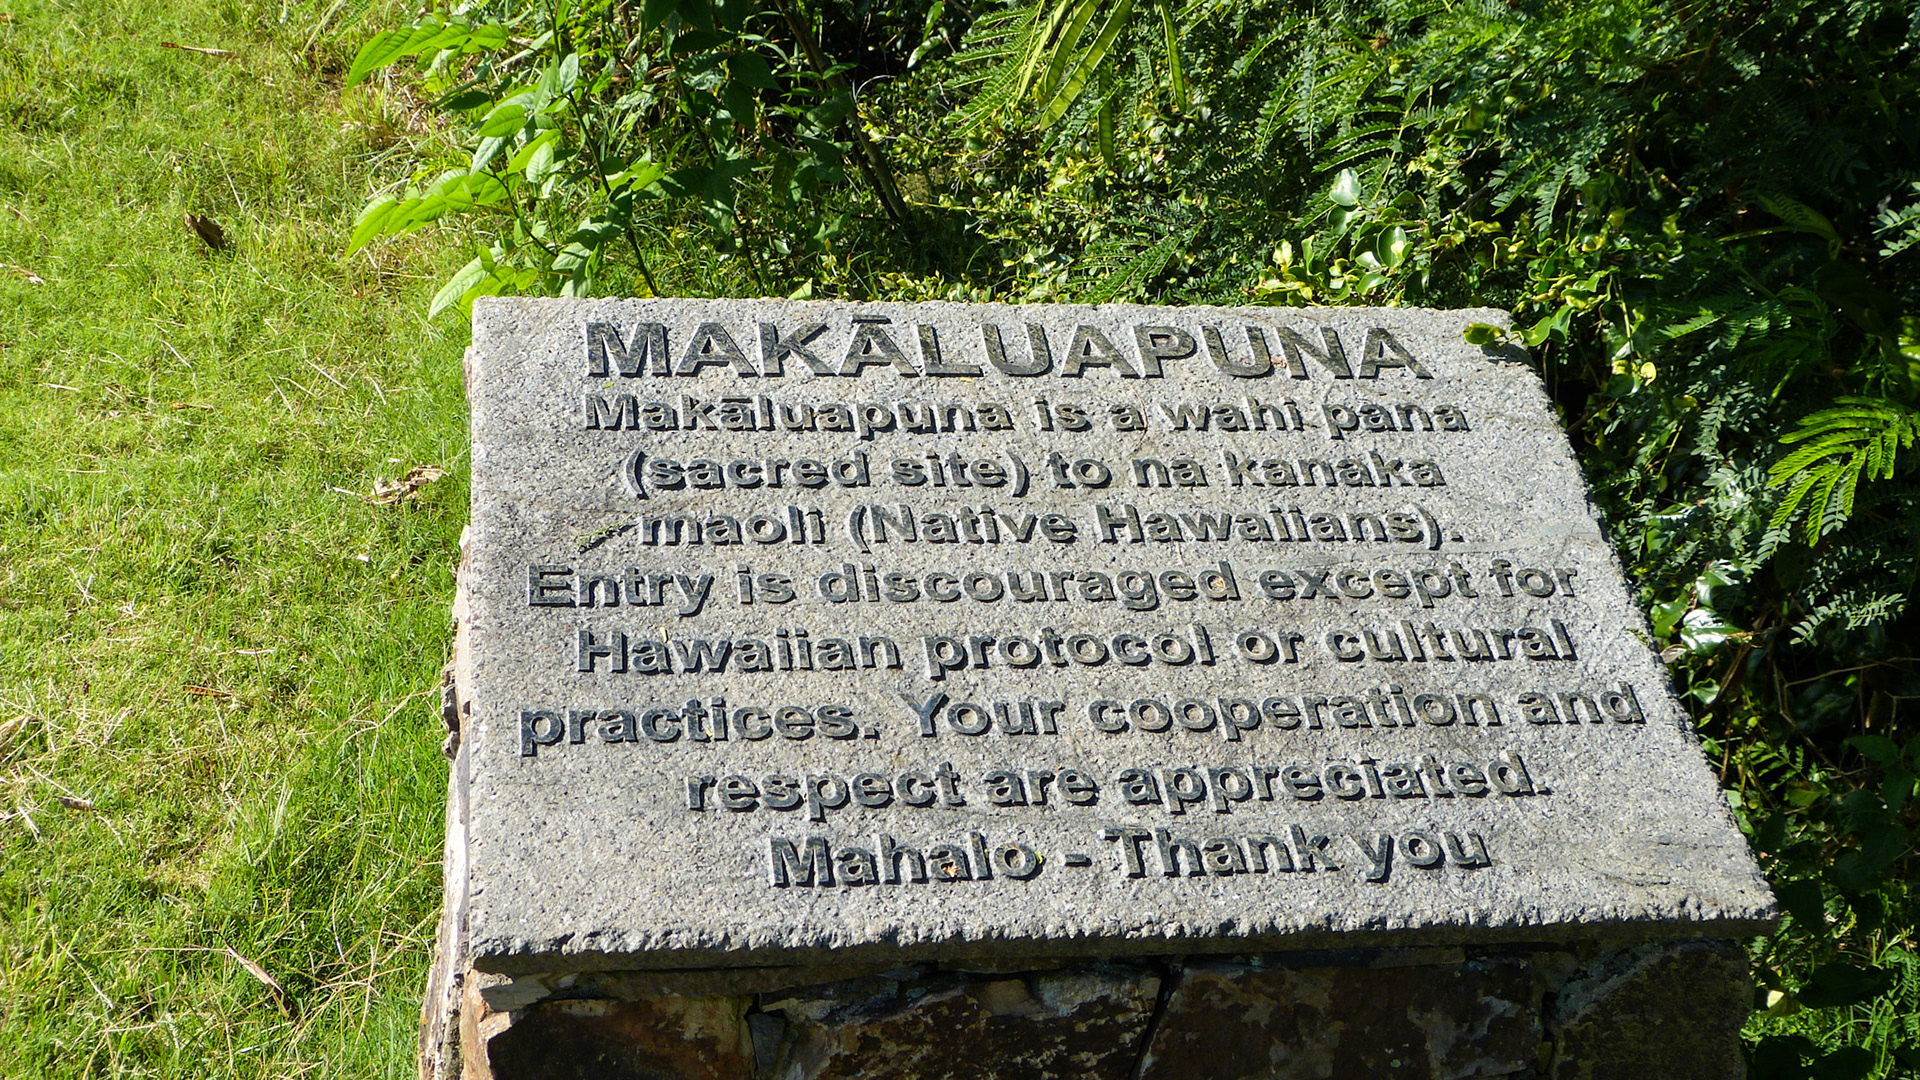 MAKĀLUAPUNA
Makāluapuna is a wahi pana
(sacred site) to na kanaka
maoli (Native Hawaiians).
Entry is discouraged except for
Hawaiian protocol or cultural
practices. Your cooperation and
respect are appreciated.
Mahalo - Thank you